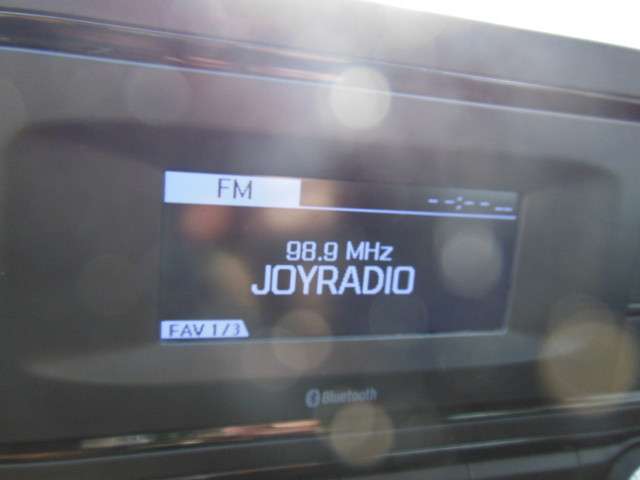 FM --:--
98.9 MHz
JOYRADIO
FAV 1/3
Bluetooth